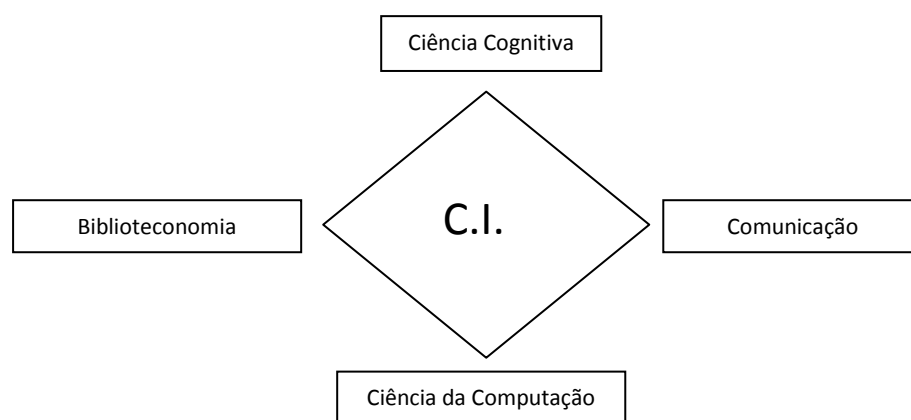 Ciência Cognitiva
Biblioteconomia
C.I.
Comunicação
Ciência da Computação